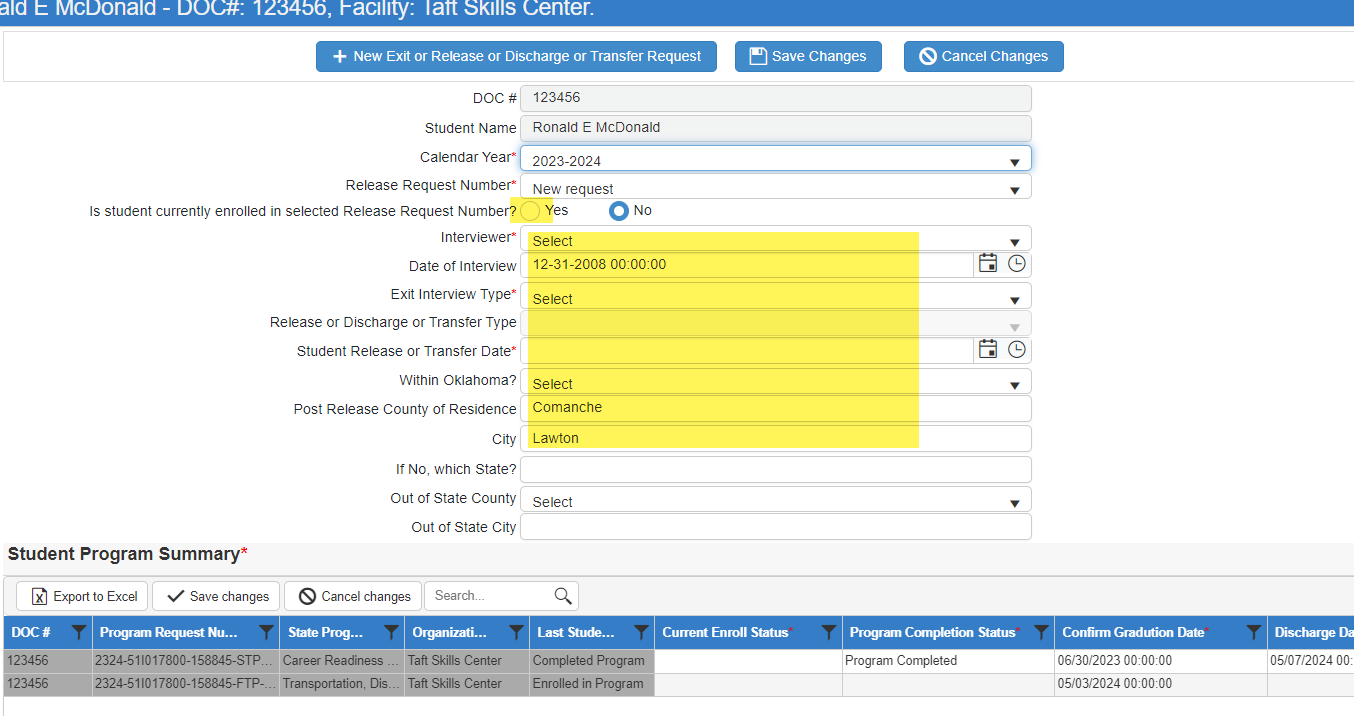 ald E McDonald - DOC#: 123456, Facility: Taft Skills Center.
New Exit or Release or Discharge or Transfer Request Save Changes Cancel Changes
DOC # 123456
Student Name Ronald E McDonald
Calendar Year* 2023-2024
Release Request Number* New request
Is student currently enrolled in selected Release Request Number? Yes No
Interviewer* Select
Date of Interview 12-31-2008 00:00:00
Exit Interview Type* Select
Release or Discharge or Transfer Type
Student Release or Transfer Date*
Within Oklahoma? Select
Post Release County of Residence Comanche
City Lawton
If No, which State?
Out of State County Select
Out of State City
Student Program Summary*
Export to Excel Save changes Cancel changes Search...
DOC # Program Request Nu... State Prog... Organizati... Last Stude... Current Enroll Status* Program Completion Status* Confirm Gradution Date* Discharge Da
123456 2324-51I017800-158845-STP... Career Readiness ... Taft Skills Center Completed Program Program Completed 06/30/2023 00:00:00 05/07/2024 00:
123456 2324-51I017800-158845-FTP-... Transportation, Dis... Taft Skills Center Enrolled in Program 05/03/2024 00:00:00